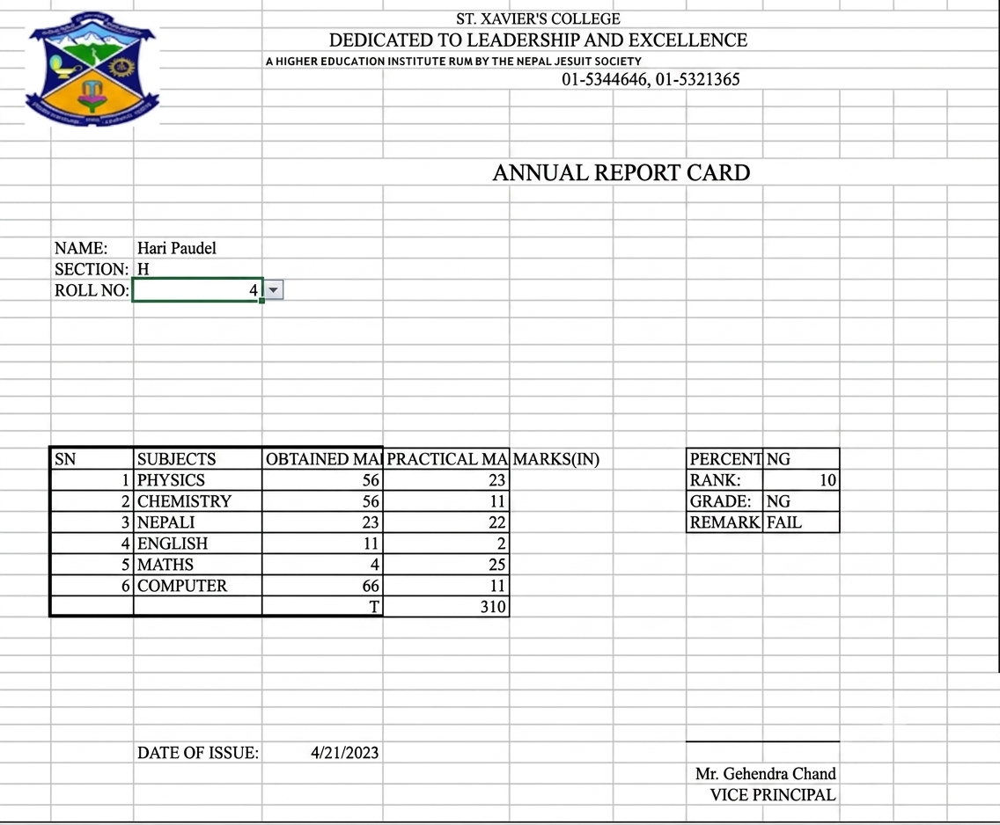 ST. XAVIER'S COLLEGE
DEDICATED TO LEADERSHIP AND EXCELLENCE
A HIGHER EDUCATION INSTITUTE RUM BY THE NEPAL JESUIT SOCIETY
01-5344646, 01-5321365
ANNUAL REPORT CARD
NAME: Hari Paudel
SECTION: H
ROLL NO: 4
SN SUBJECTS OBTAINED MA PRACTICAL MA MARKS(IN) PERCENT NG
1 PHYSICS 56 23 RANK: 10
2 CHEMISTRY 56 11 GRADE: NG
3 NEPALI 23 22 REMARK FAIL
4 ENGLISH 11 2
5 MATHS 4 25
6 COMPUTER 66 11
T 310
DATE OF ISSUE: 4/21/2023
Mr. Gehendra Chand
VICE PRINCIPAL